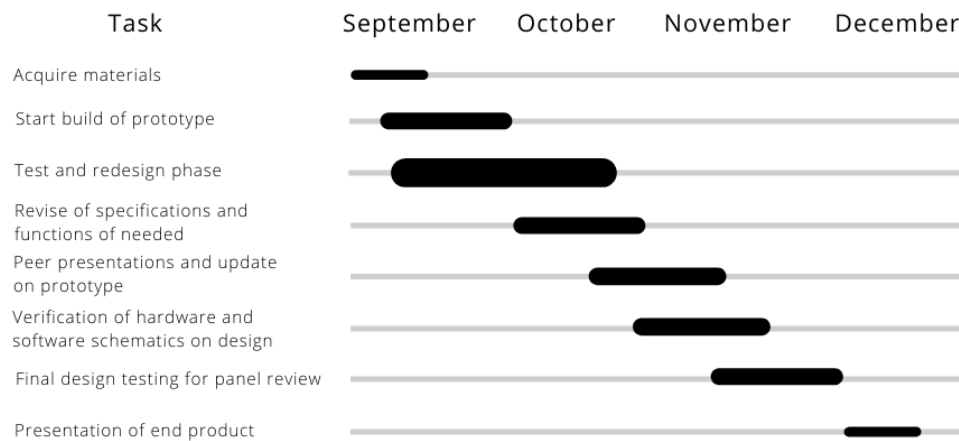 Task September October November December
Acquire materials
Start build of prototype
Test and redesign phase
Revise of specifications and
functions of needed
Peer presentations and update
on prototype
Verification of hardware and
software schematics on design
Final design testing for panel review
Presentation of end product